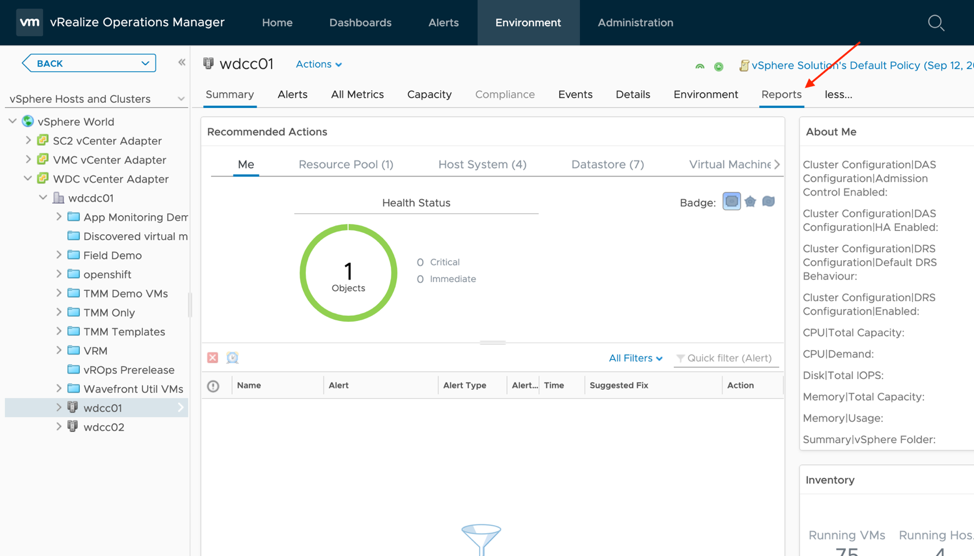 vm vRealize Operations Manager Home Dashboards Alerts Environment Administration
BACK
vSphere Hosts and Clusters
vSphere World
SC2 vCenter Adapter
VMC vCenter Adapter
WDC vCenter Adapter
wdcdc01
App Monitoring Dem
Discovered virtual m
Field Demo
openshift
TMM Demo VMs
TMM Only
TMM Templates
VRM
vROps Prerelease
Wavefront Util VMs
wdcc01
wdcc02
wdcc01 Actions
vSphere Solution's Default Policy (Sep 12, 20
Summary Alerts All Metrics Capacity Compliance Events Details Environment Reports less...
Recommended Actions
Me Resource Pool (1) Host System (4) Datastore (7) Virtual Machine
Health Status
Badge:
1
Objects
0 Critical
0 Immediate
All Filters Quick filter (Alert)
Name Alert Alert Type Alert... Time Suggested Fix Action
About Me
Cluster Configuration|DAS
Configuration|Admission
Control Enabled:
Cluster Configuration|DAS
Configuration|HA Enabled:
Cluster Configuration|DRS
Configuration|Default DRS
Behaviour:
Cluster Configuration|DRS
Configuration|Enabled:
CPU|Total Capacity:
CPU|Demand:
Disk|Total IOPS:
Memory|Total Capacity:
Memory|Usage:
Summary|vSphere Folder:
Inventory
Running VMs Running Hos
75 4